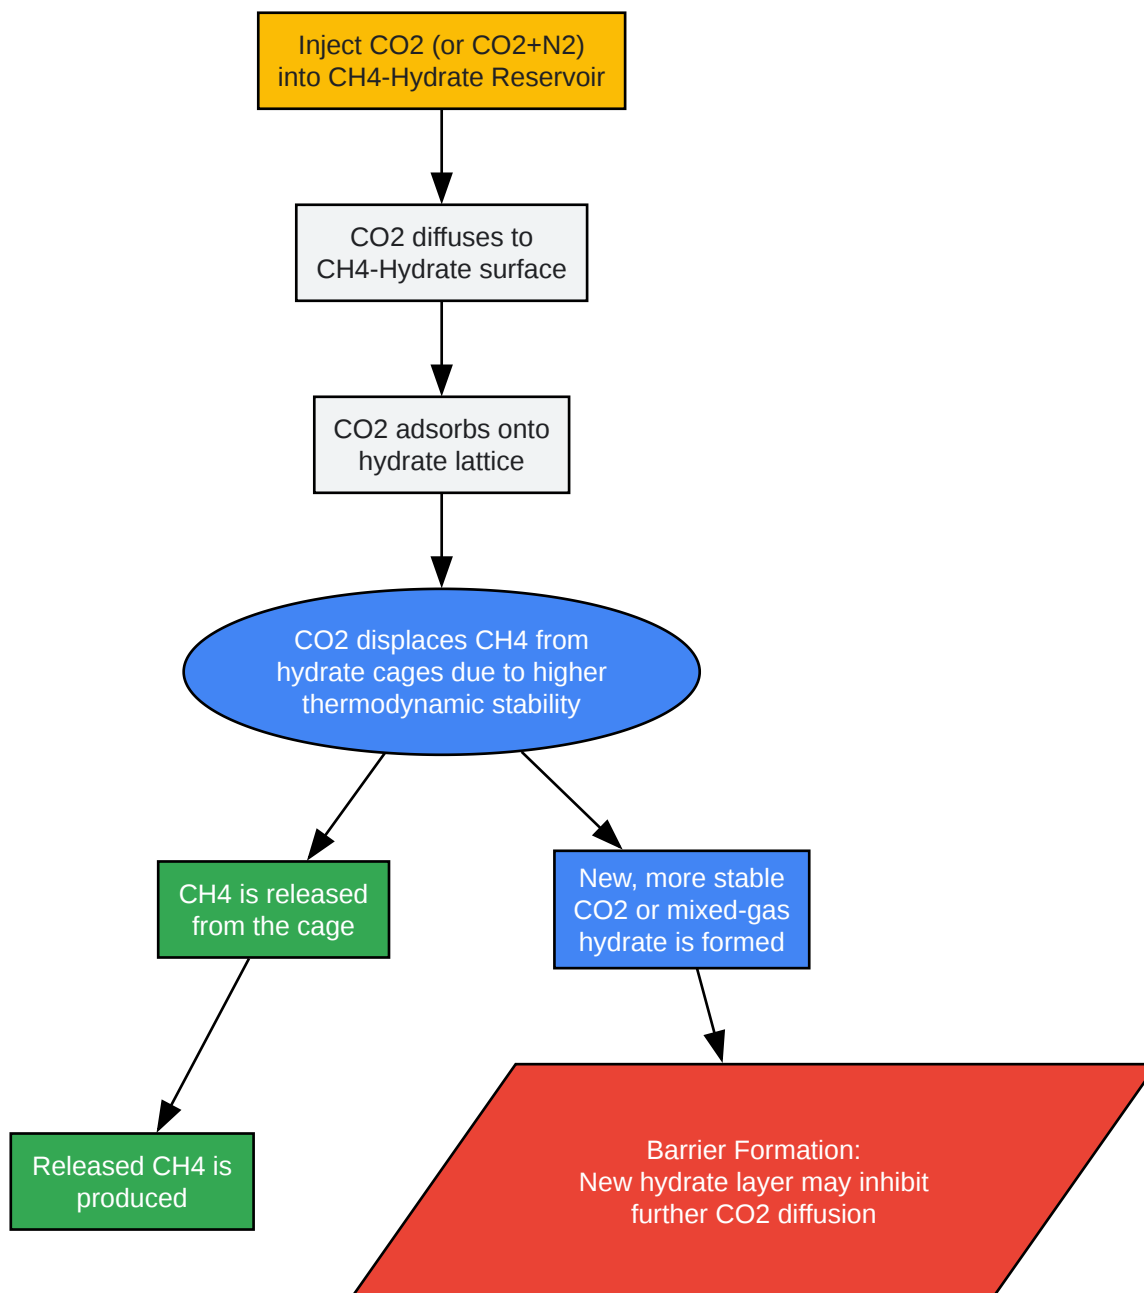 Inject CO2 (or CO2+N2)
into CH4-Hydrate Reservoir
CO2 diffuses to
CH4-Hydrate surface
CO2 adsorbs onto
hydrate lattice
CO2 displaces CH4 from
hydrate cages due to higher
thermodynamic stability
CH4 is released
from the cage
New, more stable
CO2 or mixed-gas
hydrate is formed
Released CH4 is
produced
Barrier Formation:
New hydrate layer may inhibit
further CO2 diffusion